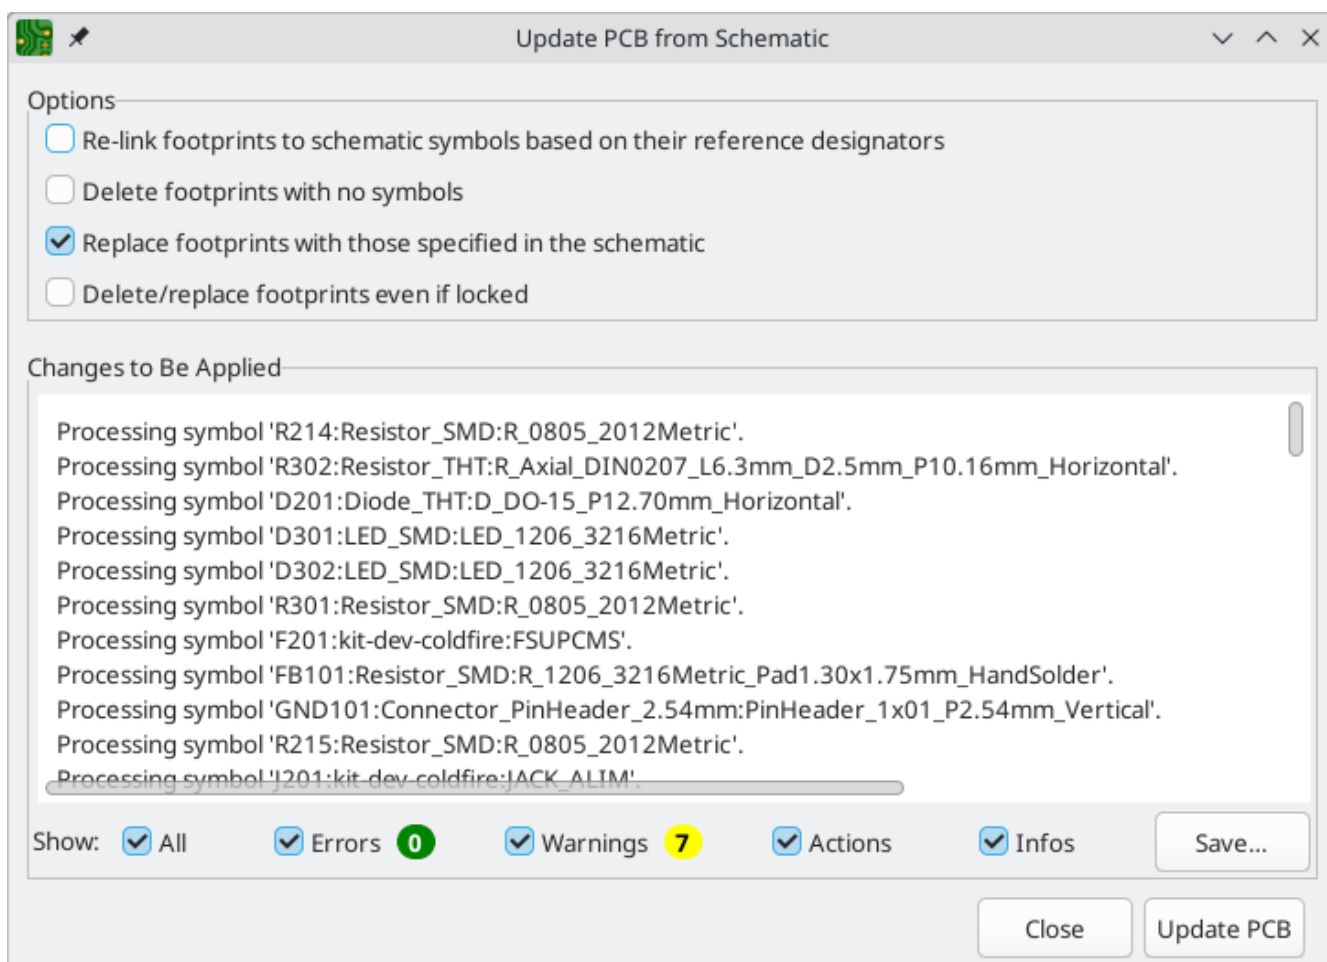 Update PCB from Schematic
Options
Re-link footprints to schematic symbols based on their reference designators
Delete footprints with no symbols
Replace footprints with those specified in the schematic
Delete/replace footprints even if locked
Changes to Be Applied
Processing symbol 'R214:Resistor_SMD:R_0805_2012Metric'.
Processing symbol 'R302:Resistor_THT:R_Axial_DIN0207_L6.3mm_D2.5mm_P10.16mm_Horizontal'.
Processing symbol 'D201:Diode_THT:D_DO-15_P12.70mm_Horizontal'.
Processing symbol 'D301:LED_SMD:LED_1206_3216Metric'.
Processing symbol 'D302:LED_SMD:LED_1206_3216Metric'.
Processing symbol 'R301:Resistor_SMD:R_0805_2012Metric'.
Processing symbol 'F201:kit-dev-coldfire:FSUPCMS'.
Processing symbol 'FB101:Resistor_SMD:R_1206_3216Metric_Pad1.30x1.75mm_HandSolder'.
Processing symbol 'GND101:Connector_PinHeader_2.54mm:PinHeader_1x01_P2.54mm_Vertical'.
Processing symbol 'R215:Resistor_SMD:R_0805_2012Metric'.
Processing symbol 'J201:kit-dev-coldfire:JACK_ALIM'.
Show: All Errors 0 Warnings 7 Actions Infos Save...
Close Update PCB